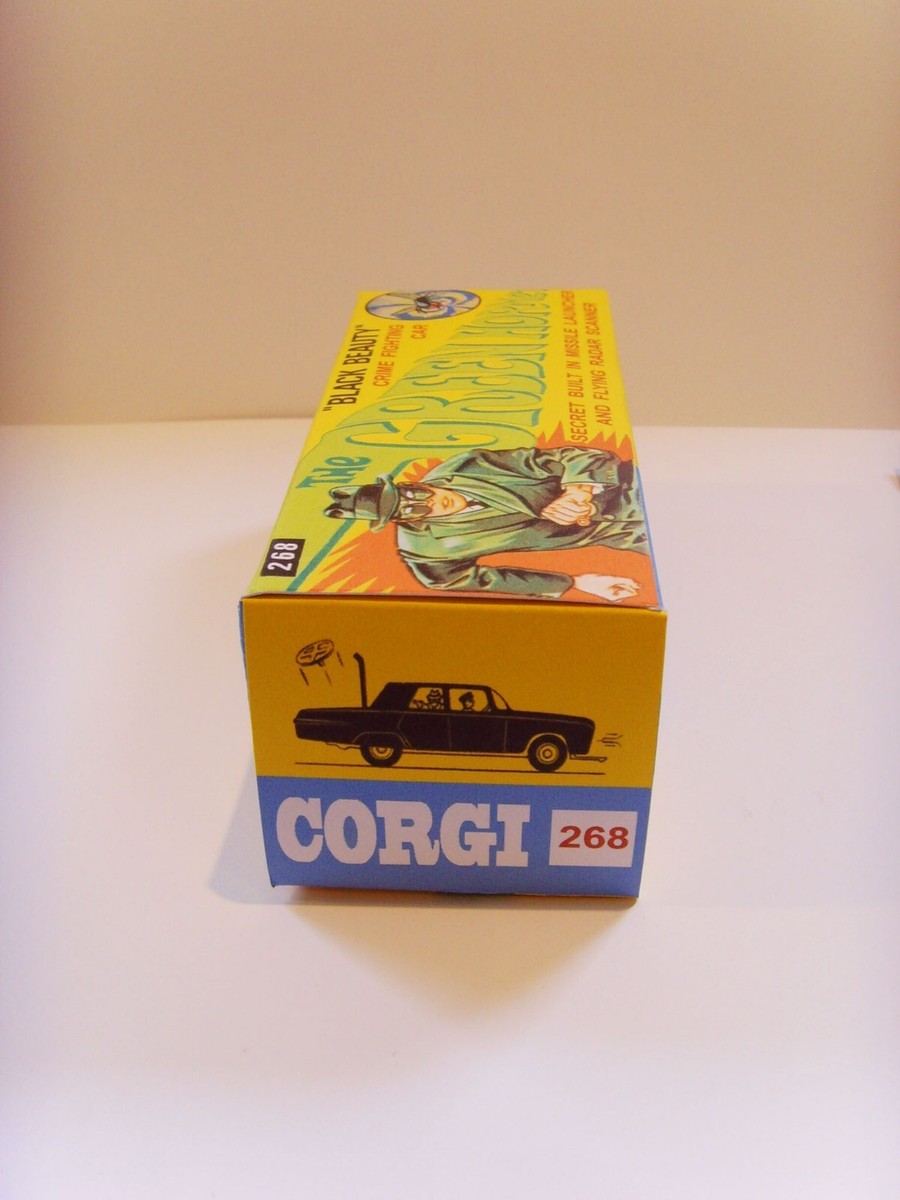 "BLACK BEAUTY"
CRIME FIGHTING
CAR
THE
GREEN HORNET
SECRET BUILT IN MISSILE LAUNCHER
AND FLYING RADAR SCANNER
268
CORGI
268